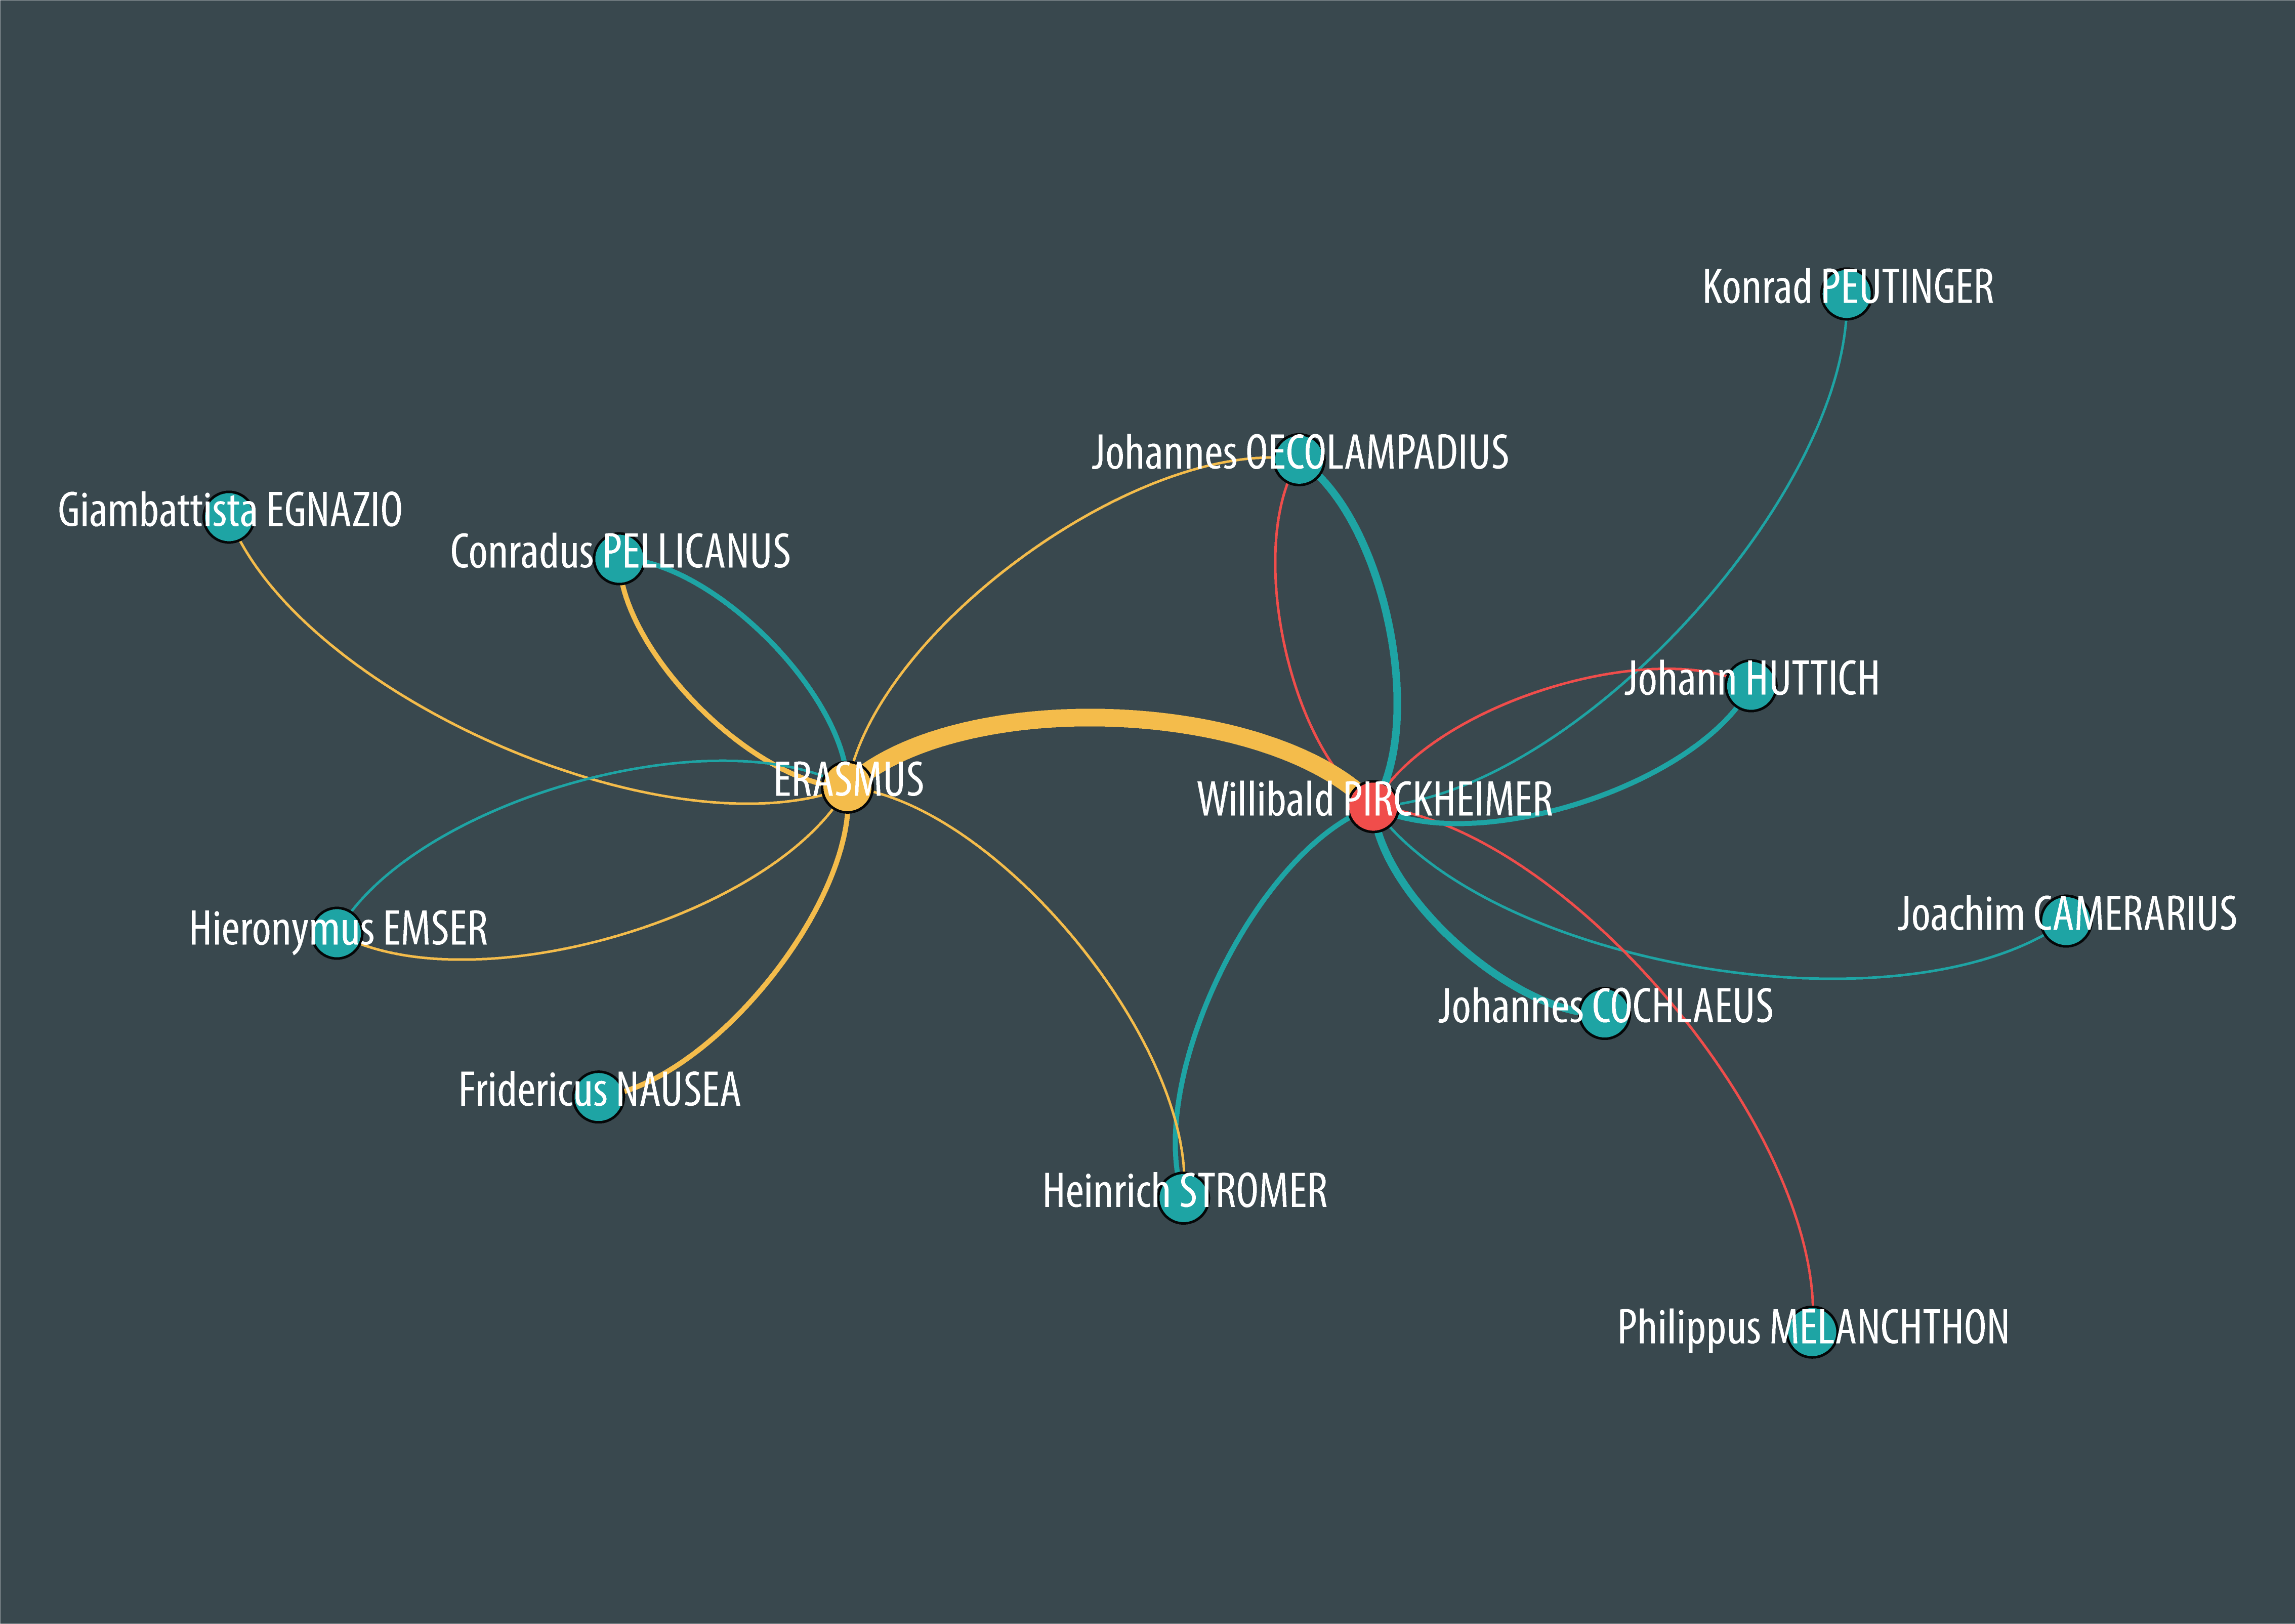 Konrad PEUTINGER
Johannes OECOLAMPADIUS
Giambattista EGNAZIO
Conradus PELLICANUS
Johann HUTTICH
ERASMUS
Willibald PIRCKHEIMER
Hieronymus EMSER
Joachim CAMERARIUS
Johannes COCHLAEUS
Fridericus NAUSEA
Heinrich STROMER
Philippus MELANCHTHON